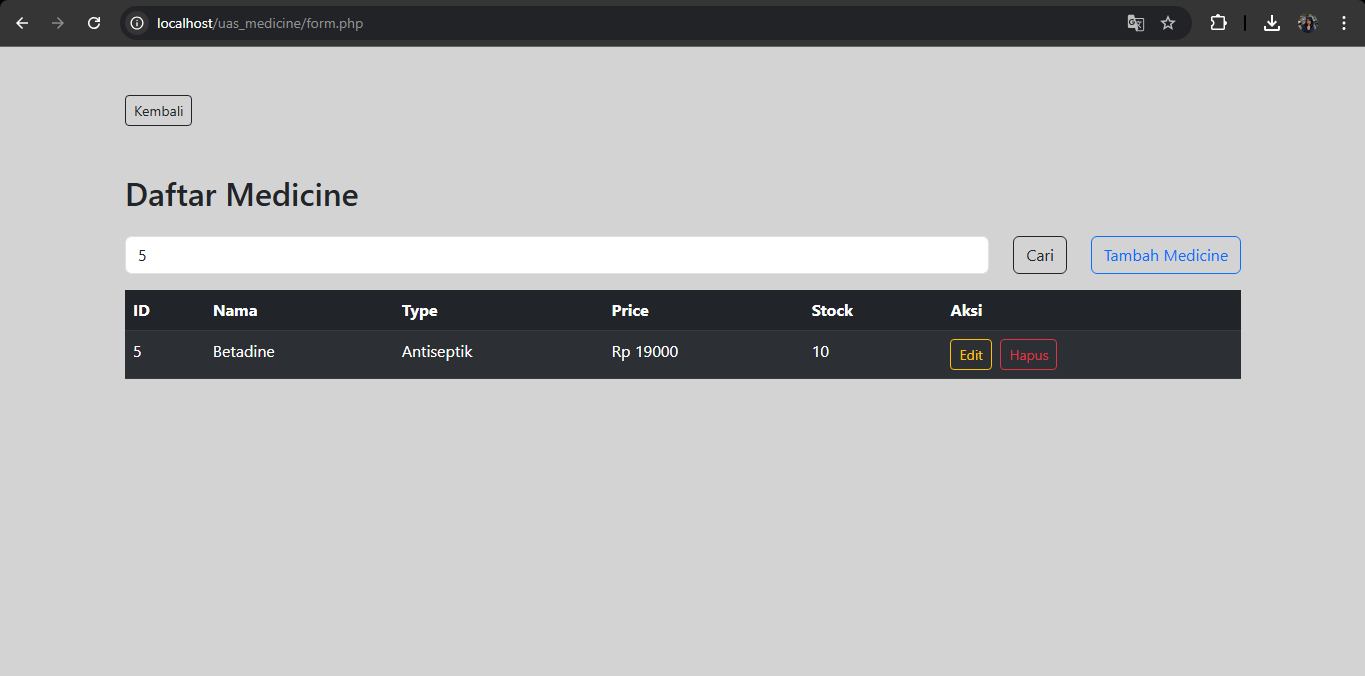 localhost/uas_medicine/form.php
Kembali
Daftar Medicine
5 Cari Tambah Medicine
ID Nama Type Price Stock Aksi
5 Betadine Antiseptik Rp 19000 10 Edit Hapus